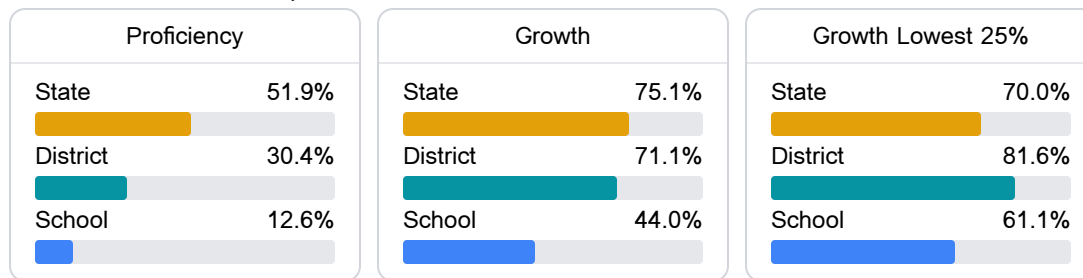 Proficiency
State 51.9%
District 30.4%
School 12.6%
Growth
State 75.1%
District 71.1%
School 44.0%
Growth Lowest 25%
State 70.0%
District 81.6%
School 61.1%